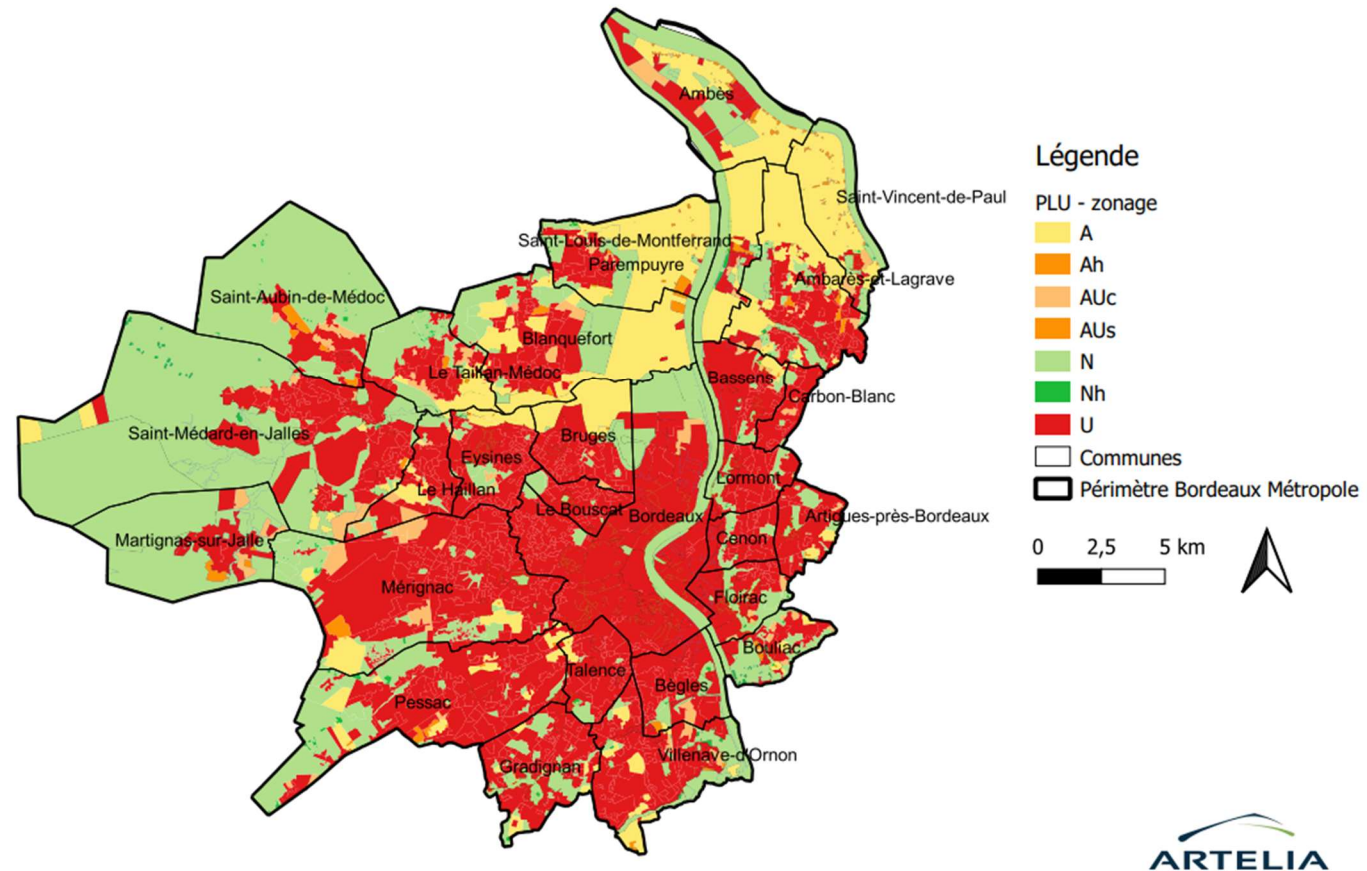 Ambès
Saint-Vincent-de-Paul
Saint-Louis-de-Montferrand
Parempuyre
Ambarès-et-Lagrave
Saint-Aubin-de-Médoc
Blanquefort
Le Taillan-Médoc
Bassens
Carbon-Blanc
Saint-Médard-en-Jalles
Bruges
Eysines
Lormont
Le Haillan
Le Bouscat
Bordeaux
Artigues-près-Bordeaux
Martignas-sur-Jalle
Cenon
Mérignac
Floirac
Bouliac
Talence
Bègles
Pessac
Villenave-d'Ornon
Gradignan
Légende
PLU - zonage
A
Ah
AUc
AUs
N
Nh
U
Communes
Périmètre Bordeaux Métropole
0 2,5 5 km
ARTELIA